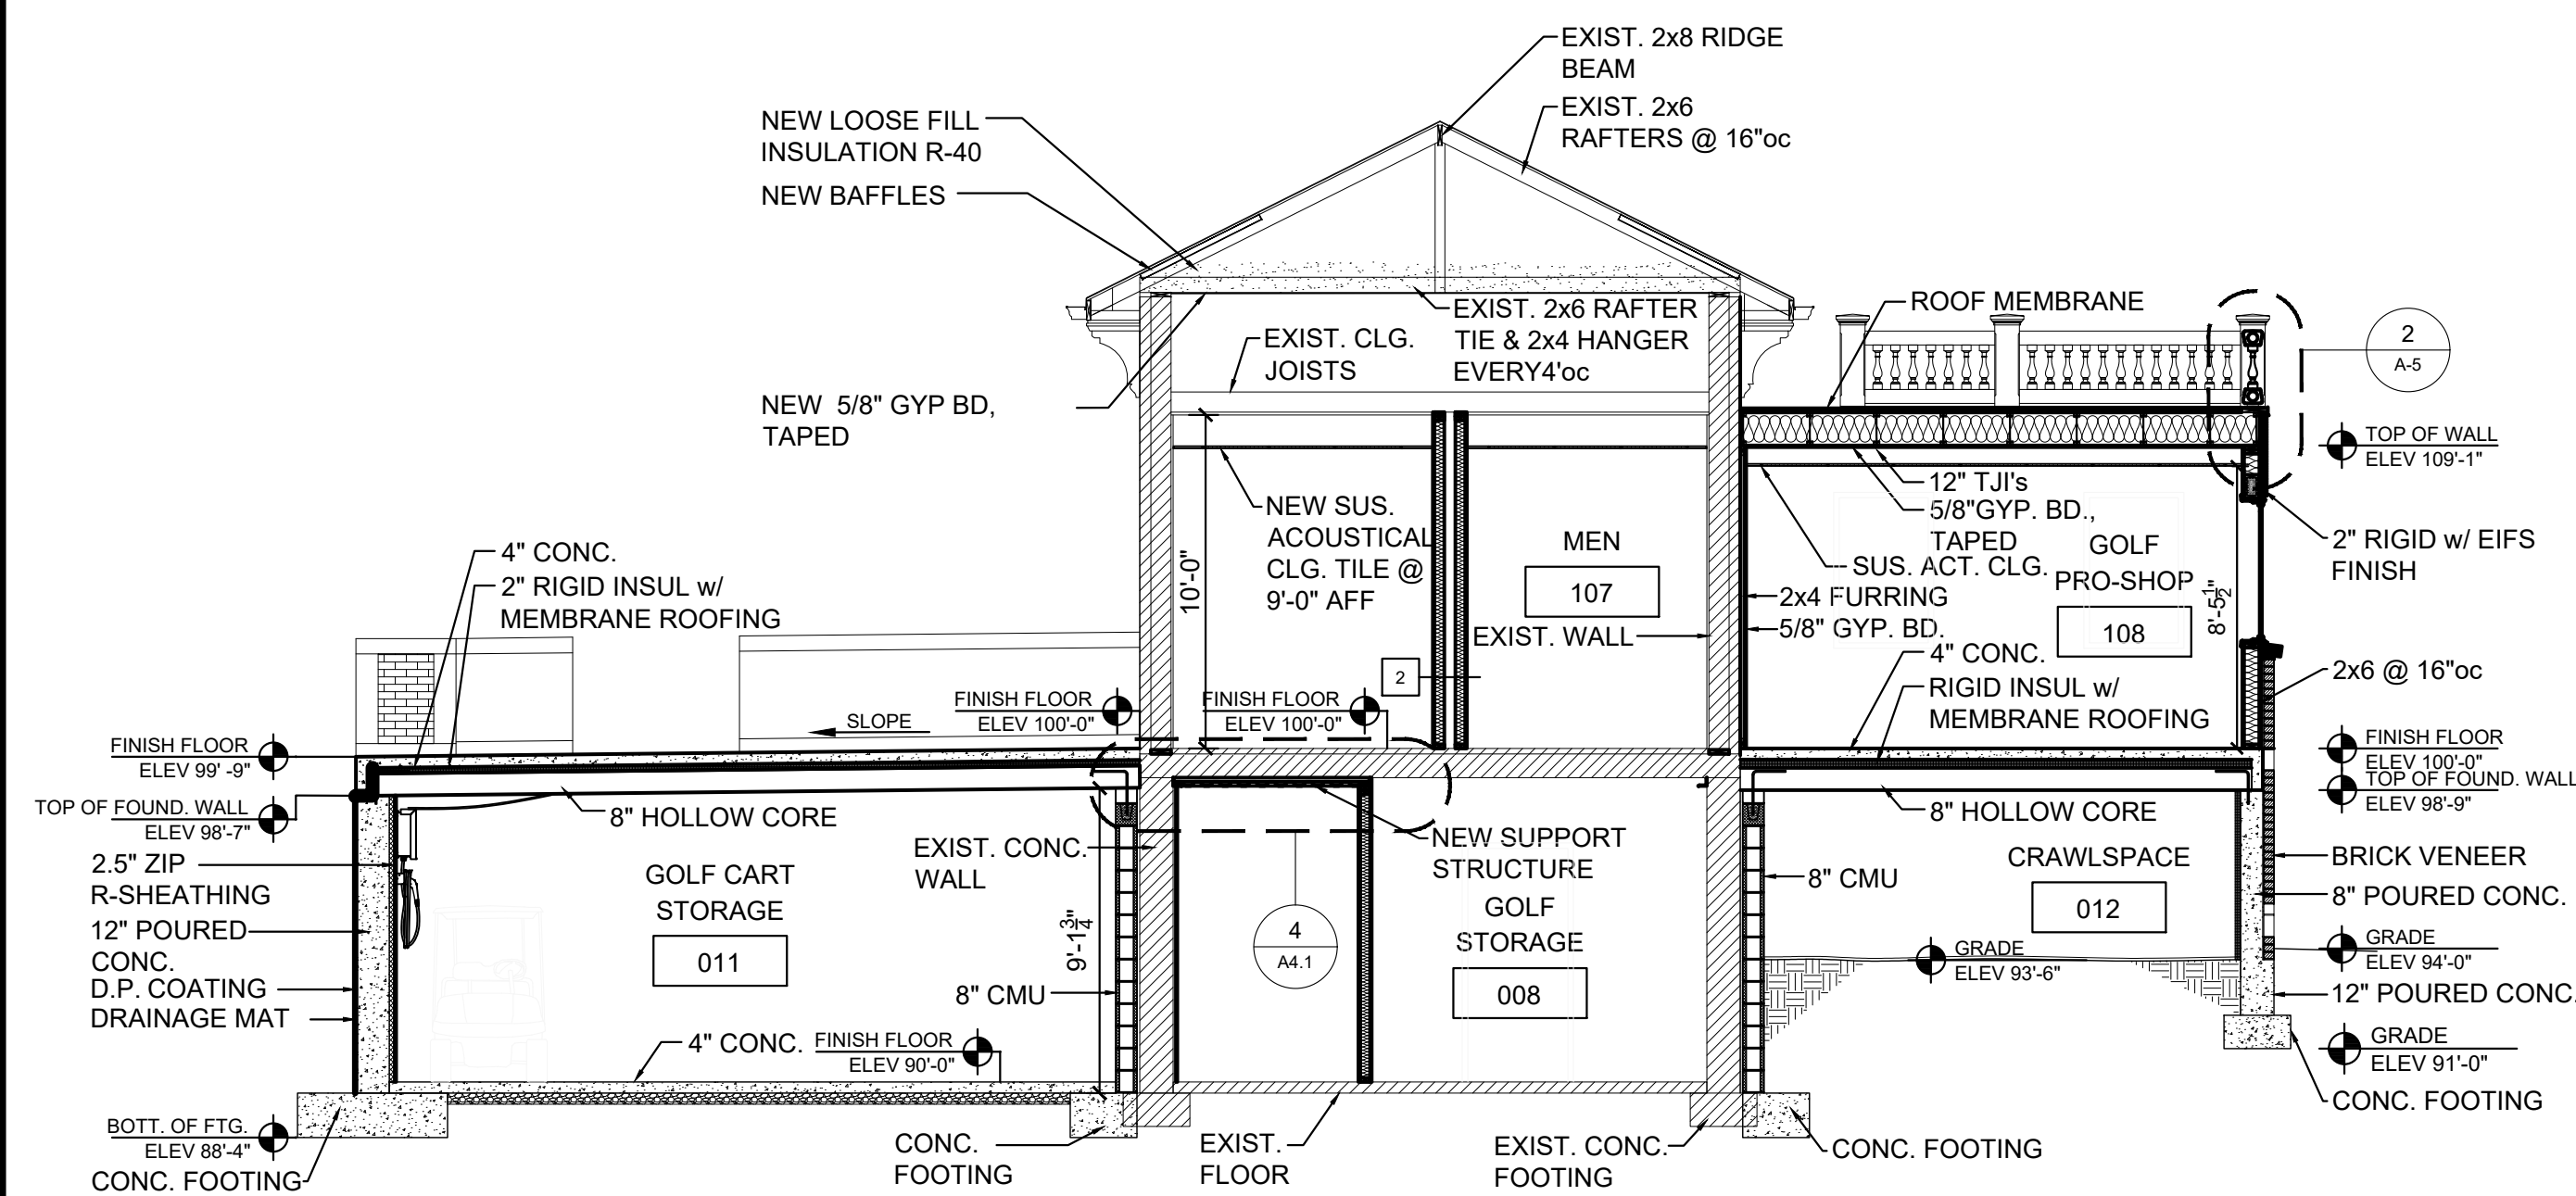 EXIST. 2x8 RIDGE
BEAM
EXIST. 2x6
RAFTERS @ 16"oc
NEW LOOSE FILL
INSULATION R-40
NEW BAFFLES
NEW 5/8" GYP BD,
TAPED
EXIST. CLG.
JOISTS
EXIST. 2x6 RAFTER
TIE & 2x4 HANGER
EVERY4'oc
ROOF MEMBRANE
2
A-5
TOP OF WALL
ELEV 109'-1"
2" RIGID w/ EIFS
FINISH
2x6 @ 16"oc
FINISH FLOOR
ELEV 100'-0"
TOP OF FOUND. WALL
ELEV 98'-9"
BRICK VENEER
8" POURED CONC.
GRADE
ELEV 94'-0"
12" POURED CONC.
GRADE
ELEV 91'-0"
CONC. FOOTING
12" TJI's
5/8"GYP. BD.,
TAPED
SUS. ACT. CLG.
2x4 FURRING
5/8" GYP. BD.
GOLF
PRO-SHOP
108
8'-5½"
4" CONC.
RIGID INSUL w/
MEMBRANE ROOFING
8" HOLLOW CORE
CRAWLSPACE
012
8" CMU
GRADE
ELEV 93'-6"
CONC. FOOTING
NEW SUS.
ACOUSTICAL
CLG. TILE @
9'-0" AFF
10'-0"
MEN
107
EXIST. WALL
2
FINISH FLOOR
ELEV 100'-0"
FINISH FLOOR
ELEV 100'-0"
SLOPE
4" CONC.
2" RIGID INSUL w/
MEMBRANE ROOFING
FINISH FLOOR
ELEV 99' -9"
TOP OF FOUND. WALL
ELEV 98'-7"
2.5" ZIP
R-SHEATHING
12" POURED
CONC.
D.P. COATING
DRAINAGE MAT
BOTT. OF FTG.
ELEV 88'-4"
CONC. FOOTING
8" HOLLOW CORE
GOLF CART
STORAGE
011
EXIST. CONC.
WALL
9'-1¾"
8" CMU
4" CONC.
FINISH FLOOR
ELEV 90'-0"
CONC.
FOOTING
NEW SUPPORT
STRUCTURE
GOLF
STORAGE
008
4
A4.1
EXIST.
FLOOR
EXIST. CONC.
FOOTING